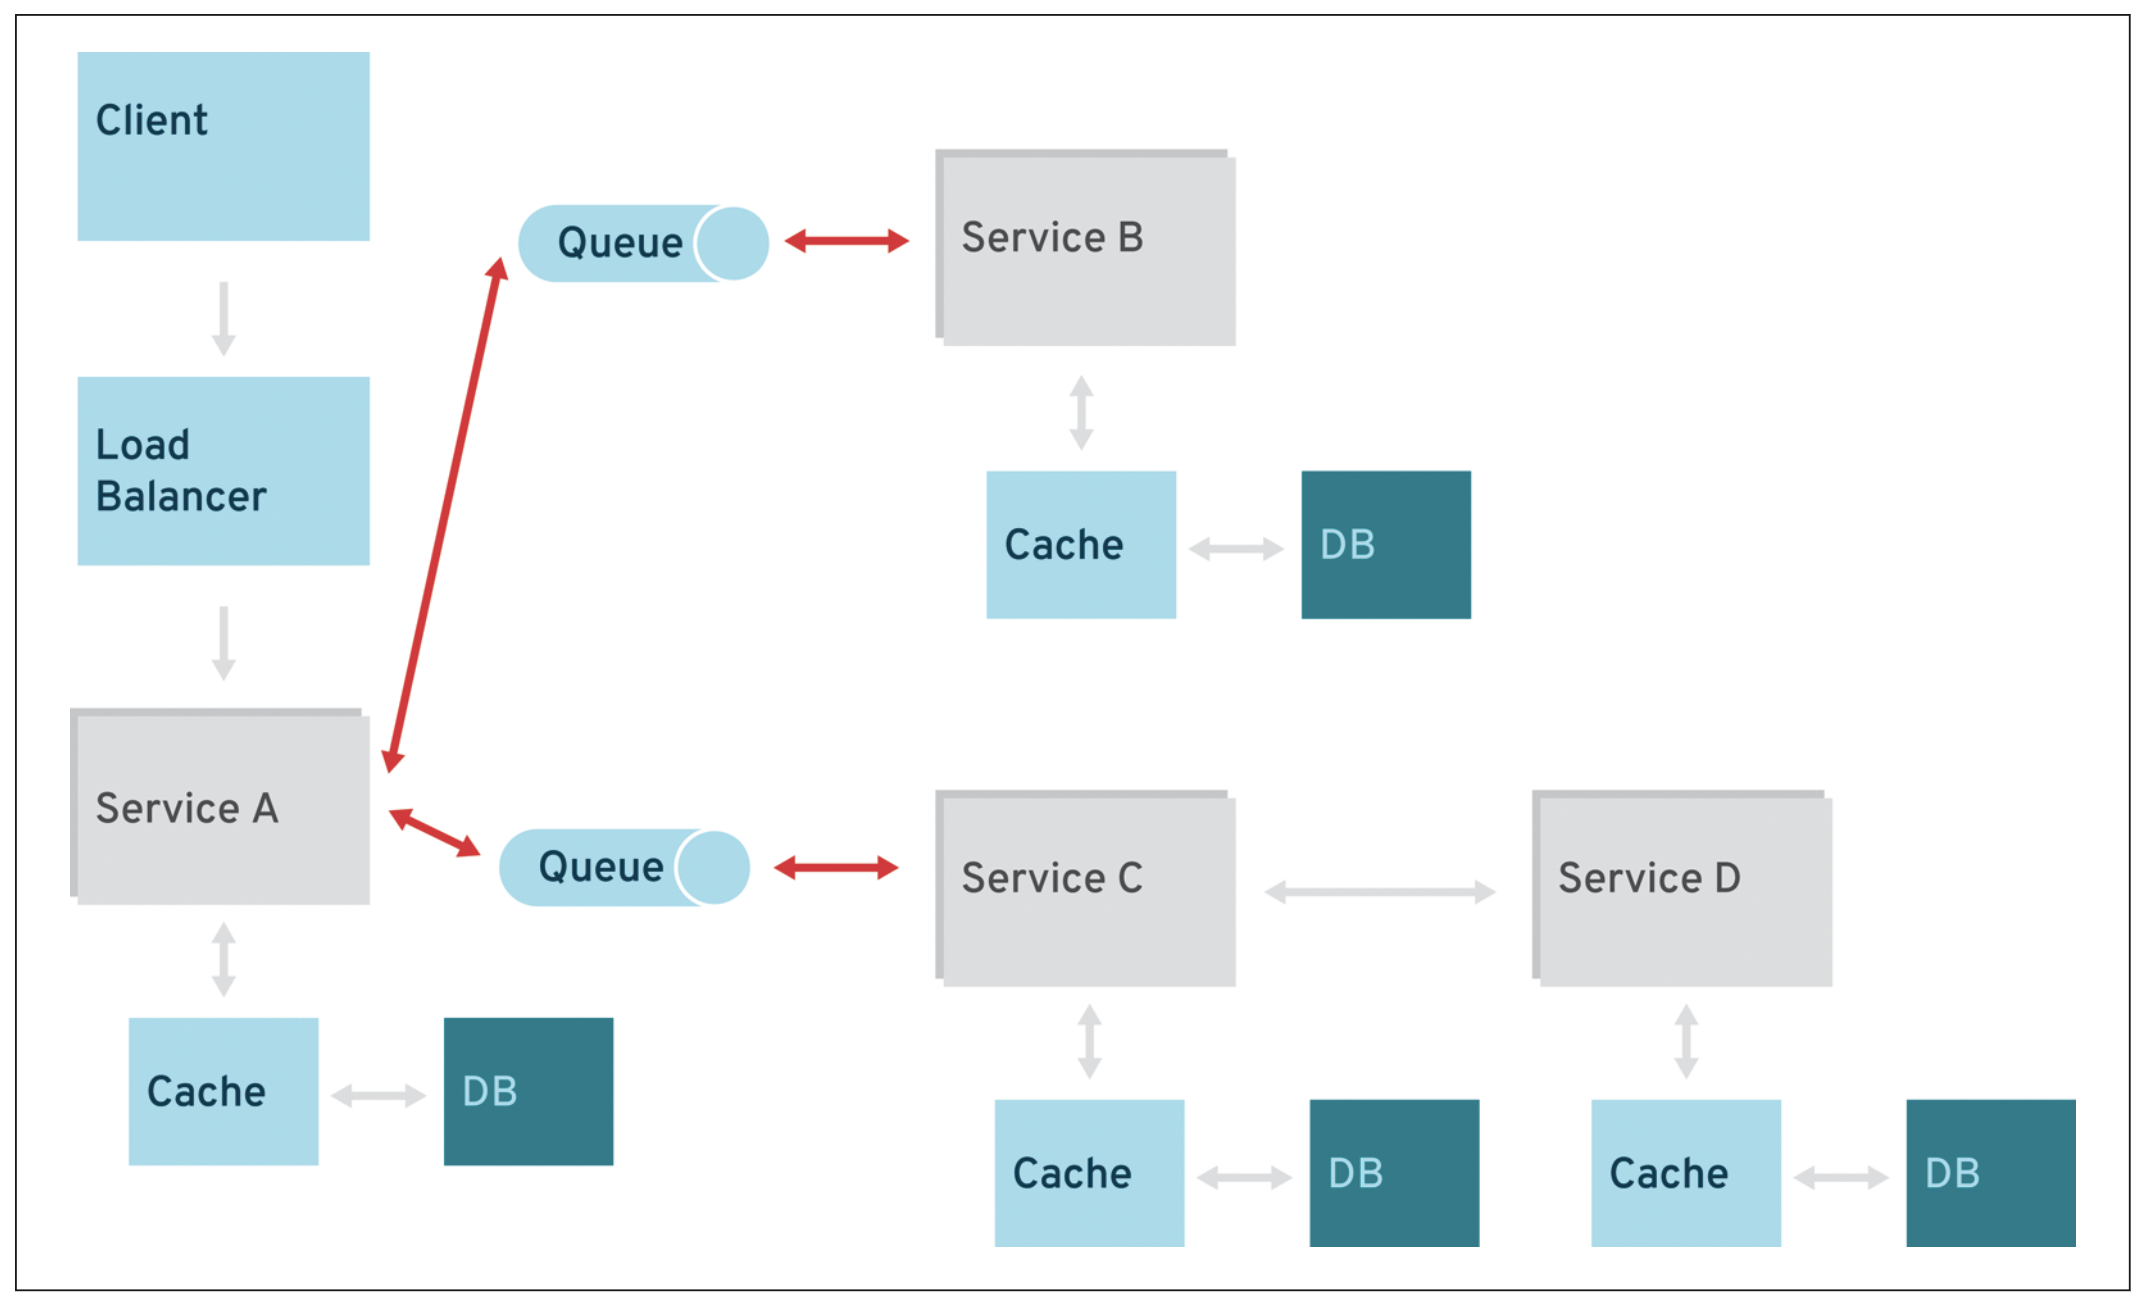 Client
Load
Balancer
Service A
Cache
DB
Queue
Service B
Cache
DB
Queue
Service C
Cache
DB
Service D
Cache
DB